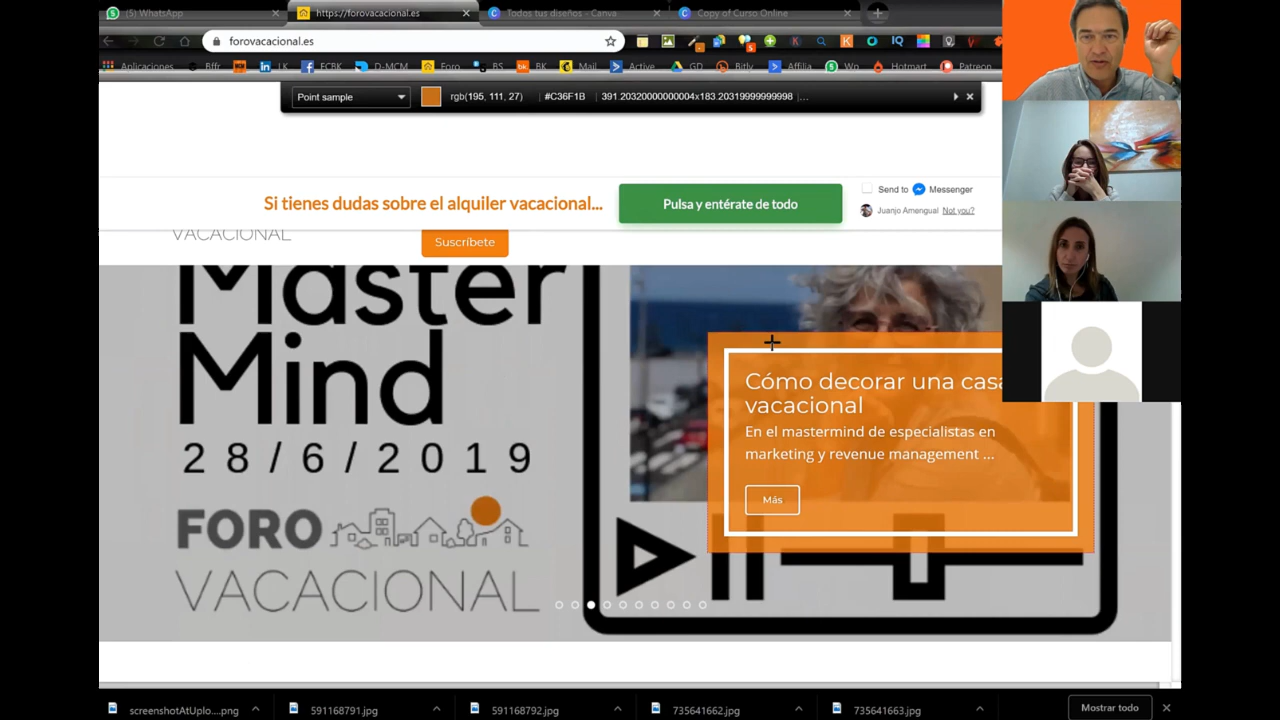 (5) WhatsApp
https://forovacacional.es
Todos tus diseños - Canva
Copy of Curso Online
forovacacional.es
IQ
Aplicaciones
Bffr
LK
FCBK
D-MCM
Foro
BS
BK
Mail
Active
GD
Bitly
Affilia
Wo
Hotmart
Patreon
Point sample
rgb(195, 111, 27)
#C36F1B
391.20320000000004x183.20319999999998 |...
Si tienes dudas sobre el alquiler vacacional...
Pulsa y entérate de todo
Send to Messenger
Juanjo Amengual Not you?
VACACIONAL
Suscríbete
Master
Mind
28/6/2019
FORO
VACACIONAL
Cómo decorar una casa
vacacional
En el mastermind de especialistas en
marketing y revenue management ...
Más
screenshotAtUplo....png
591168791.jpg
591168792.jpg
735641662.jpg
735641663.jpg
Mostrar todo